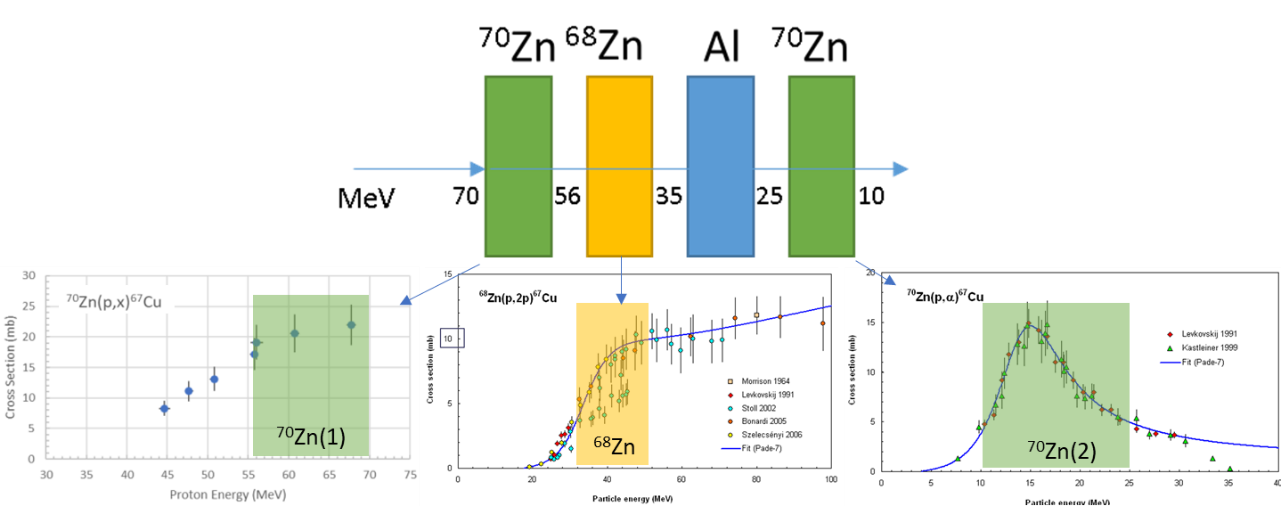 ⁷⁰Zn ⁶⁸Zn Al ⁷⁰Zn
MeV 70 56 35 25 10
⁷⁰Zn(p,x)⁶⁷Cu
Cross Section (mb)
30
25
20
15
10
5
0
⁷⁰Zn(1)
30 35 40 45 50 55 60 65 70 75
Proton Energy (MeV)
⁶⁸Zn(p,2p)⁶⁷Cu
Cross section (mb)
15
10
5
0
Morrison 1964
Levkovskij 1991
Stoll 2002
Bonardi 2005
Szelecsényi 2006
Fit (Pade-7)
⁶⁸Zn
0 20 40 60 80 100
Particle energy (MeV)
⁷⁰Zn(p,α)⁶⁷Cu
Cross section (mb)
20
15
10
5
0
Levkovskij 1991
Kastleiner 1999
Fit (Pade-7)
⁷⁰Zn(2)
0 5 10 15 20 25 30 35 40
Particle energy (MeV)